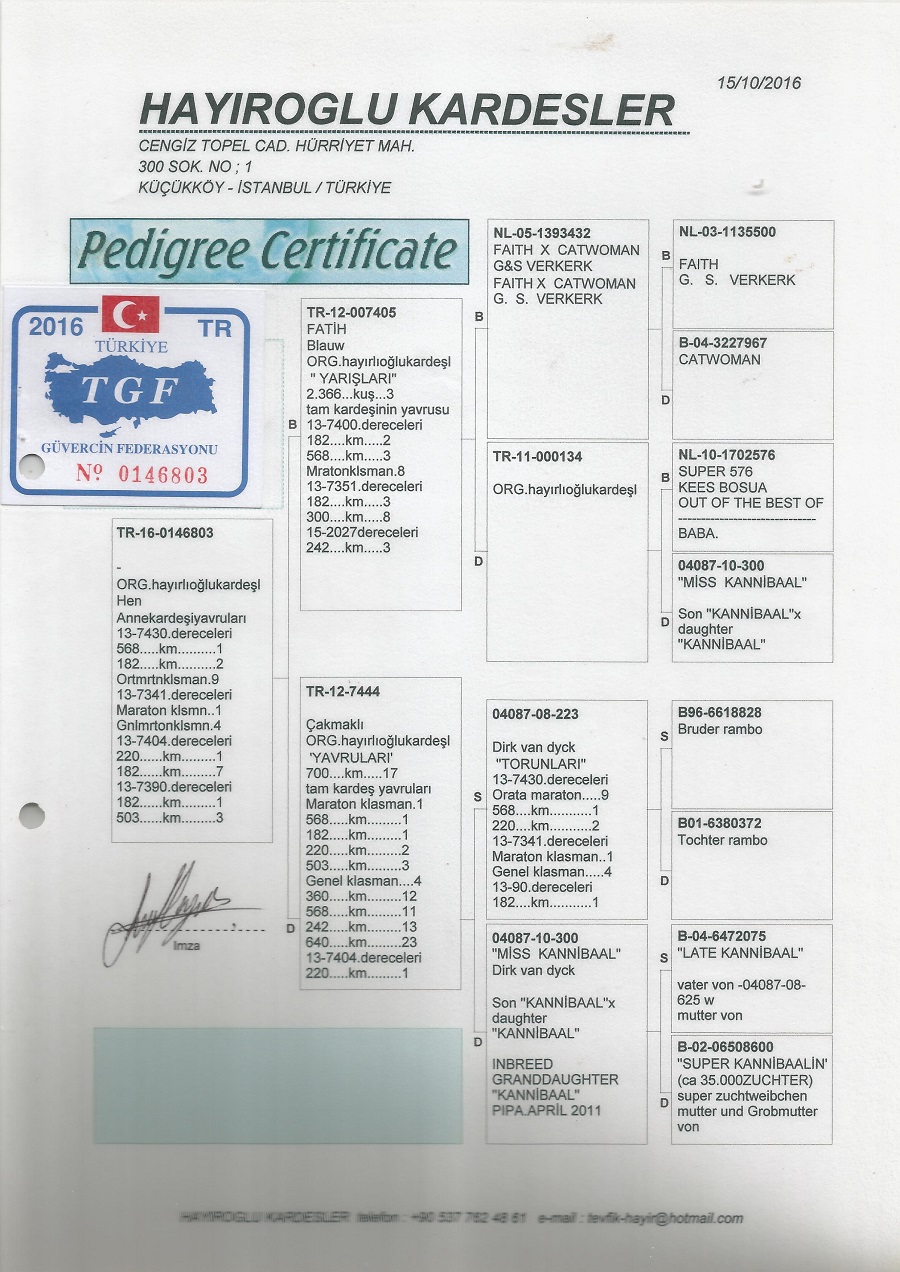 15/10/2016
HAYIROGLU KARDESLER
CENGİZ TOPEL CAD. HÜRRİYET MAH.
300 SOK. NO ; 1
KÜÇÜKKÖY - İSTANBUL / TÜRKİYE
Pedigree Certificate
2016 TR
TÜRKİYE
TGF
GÜVERCİN FEDERASYONU
Nº 0146803
TR-16-0146803
-
ORG.hayırlıoğlukardeşl
Hen
Annekardeşiyavruları
13-7430.dereceleri
568.....km..........1
182.....km..........2
Ortmrtnklsman.9
13-7341.dereceleri
Maraton klsmn..1
Gnlmrtonklsmn.4
13-7404.dereceleri
220......km.........1
182......km.........7
13-7390.dereceleri
182......km.........1
503......km.........3
Imza
B
TR-12-007405
FATİH
Blauw
ORG.hayırlıoğlukardeşl
" YARIŞLARI"
2.366...kuş...3
tam kardeşinin yavrusu
13-7400.dereceleri
182....km.....2
568....km.....3
Mratonklsman.8
13-7351.dereceleri
182....km.....3
300....km.....8
15-2027dereceleri
242....km.....3
D
TR-12-7444
Çakmaklı
ORG.hayırlıoğlukardeşl
'YAVRULARI'
700....km.....17
tam kardeş yavruları
Maraton klasman.1
568....km.........1
182....km.........1
220....km.........2
503....km.........3
Genel klasman....4
360....km.........12
568....km.........11
242....km.........13
640....km.........23
13-7404.dereceleri
220....km.........1
B
NL-05-1393432
FAITH X CATWOMAN
G&S VERKERK
FAITH X CATWOMAN
G. S. VERKERK
D
TR-11-000134
ORG.hayırlıoğlukardeşl
S
04087-08-223
Dirk van dyck
"TORUNLARI"
13-7430.dereceleri
Orata maraton.....9
568....km...........1
220....km...........2
13-7341.dereceleri
Maraton klasman..1
Genel klasman.....4
13-90.dereceleri
182....km...........1
D
04087-10-300
"MİSS KANNİBAAL"
Dirk van dyck
Son "KANNİBAAL"x
daughter
"KANNİBAAL"
INBREED
GRANDDAUGHTER
"KANNİBAAL"
PIPA.APRIL 2011
B
NL-03-1135500
FAITH
G. S. VERKERK
D
B-04-3227967
CATWOMAN
B
NL-10-1702576
SUPER 576
KEES BOSUA
OUT OF THE BEST OF
--------------------------------
BABA.
D
04087-10-300
"MİSS KANNİBAAL"
Son "KANNİBAAL"x
daughter
"KANNİBAAL"
S
B96-6618828
Bruder rambo
D
B01-6380372
Tochter rambo
S
B-04-6472075
"LATE KANNİBAAL"
vater von -04087-08-
625 w
mutter von
D
B-02-06508600
"SUPER KANNİBAALİN'
(ca 35.000ZUCHTER)
super zuchtweibchen
mutter und Grobmutter
von
HAYIROGLU KARDESLER telefon : +90 537 762 48 61 e-mail : tevfik-hayir@hotmail.com